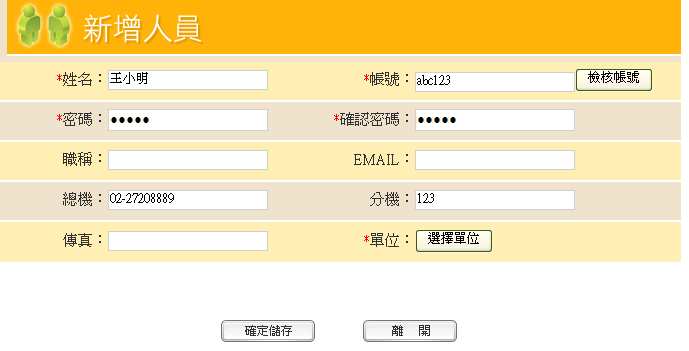 新增人員
*姓名： 王小明 *帳號： abc123 檢核帳號
*密碼： ●●●●● *確認密碼： ●●●●●
職稱： EMAIL：
總機： 02-27208889 分機： 123
傳真： *單位： 選擇單位
確定儲存 離 開